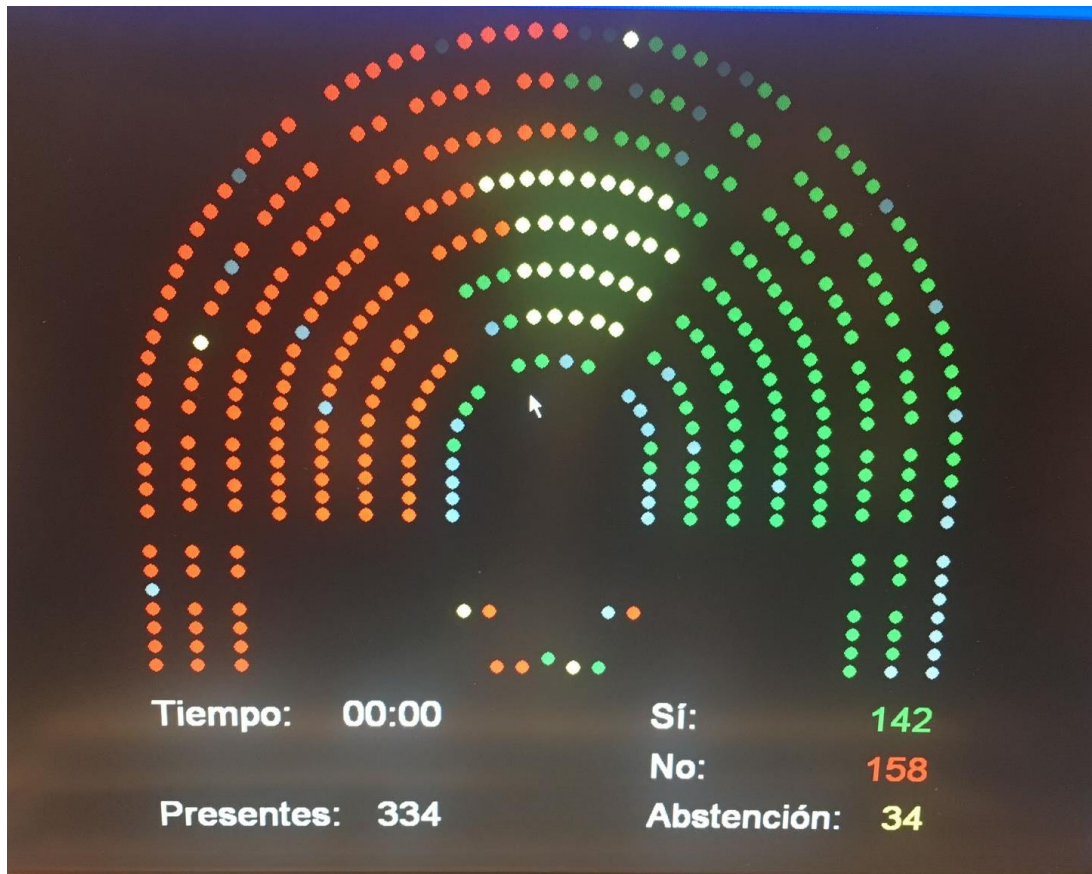 Tiempo: 00:00
Sí: 142
No: 158
Presentes: 334
Abstención: 34